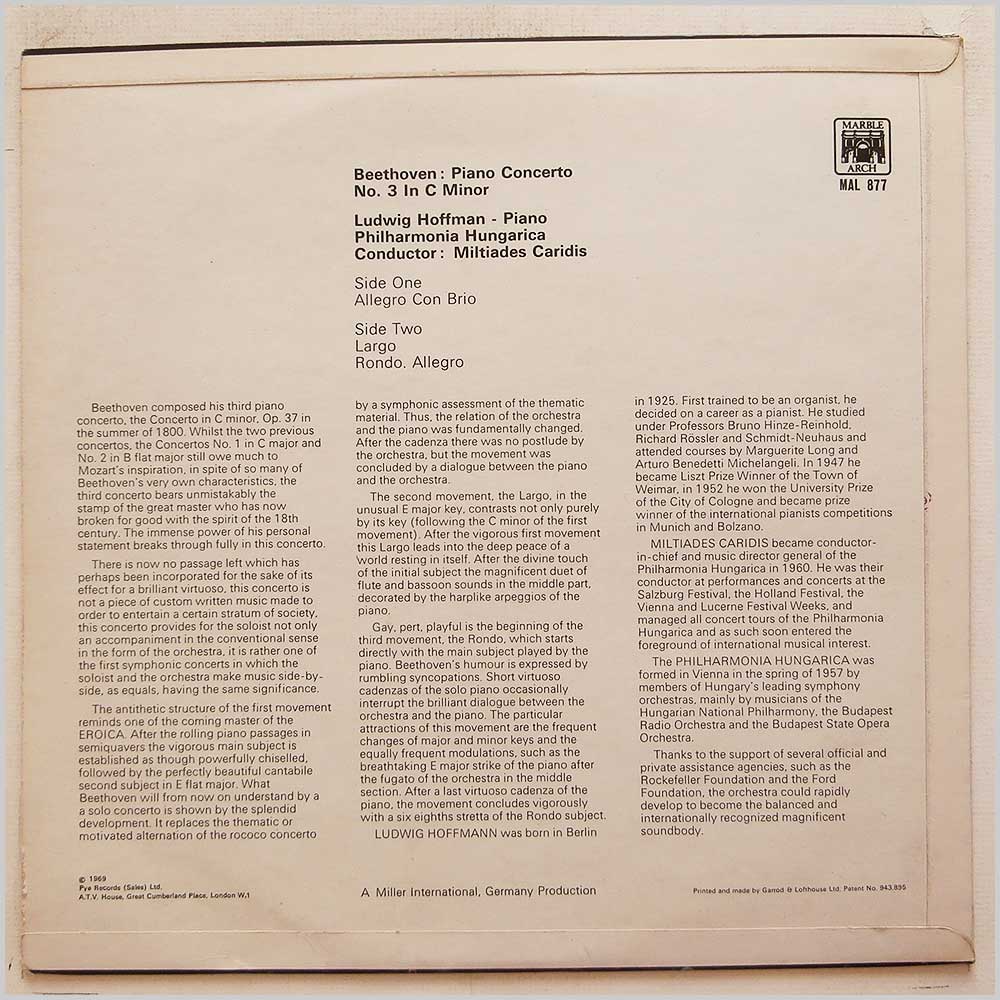 MARBLE
ARCH
MAL 877
Beethoven: Piano Concerto
No. 3 In C Minor
Ludwig Hoffman - Piano
Philharmonia Hungarica
Conductor: Miltiades Caridis
Side One
Allegro Con Brio
Side Two
Largo
Rondo. Allegro
Beethoven composed his third piano
concerto, the Concerto in C minor, Op. 37 in
the summer of 1800. Whilst the two previous
concertos, the Concertos No. 1 in C major and
No. 2 in B flat major still owe much to
Mozart's inspiration, in spite of so many of
Beethoven's very own characteristics, the
third concerto bears unmistakably the
stamp of the great master who has now
broken for good with the spirit of the 18th
century. The immense power of his personal
statement breaks through fully in this concerto.
There is now no passage left which has
perhaps been incorporated for the sake of its
effect for a brilliant virtuoso, this concerto is
not a piece of custom written music made to
order to entertain a certain stratum of society,
this concerto provides for the soloist not only
an accompaniment in the conventional sense
in the form of the orchestra, it is rather one of
the first symphonic concerts in which the
soloist and the orchestra make music side-by-
side, as equals, having the same significance.
The antithetic structure of the first movement
reminds one of the coming master of the
EROICA. After the rolling piano passages in
semiquavers the vigorous main subject is
established as though powerfully chiselled,
followed by the perfectly beautiful cantabile
second subject in E flat major. What
Beethoven will from now on understand by a
a solo concerto is shown by the splendid
development. It replaces the thematic or
motivated alternation of the rococo concerto
by a symphonic assessment of the thematic
material. Thus, the relation of the orchestra
and the piano was fundamentally changed.
After the cadenza there was no postlude by
the orchestra, but the movement was
concluded by a dialogue between the piano
and the orchestra.
The second movement, the Largo, in the
unusual E major key, contrasts not only purely
by its key (following the C minor of the first
movement). After the vigorous first movement
this Largo leads into the deep peace of a
world resting in itself. After the divine touch
of the initial subject the magnificent duet of
flute and bassoon sounds in the middle part,
decorated by the harplike arpeggios of the
piano.
Gay, pert, playful is the beginning of the
third movement, the Rondo, which starts
directly with the main subject played by the
piano. Beethoven's humour is expressed by
rumbling syncopations. Short virtuoso
cadenzas of the solo piano occasionally
interrupt the brilliant dialogue between the
orchestra and the piano. The particular
attractions of this movement are the frequent
changes of major and minor keys and the
equally frequent modulations, such as the
breathtaking E major strike of the piano after
the fugato of the orchestra in the middle
section. After a last virtuoso cadenza of the
piano, the movement concludes vigorously
with a six eighths stretta of the Rondo subject.
LUDWIG HOFFMANN was born in Berlin
in 1925. First trained to be an organist, he
decided on a career as a pianist. He studied
under Professors Bruno Hinze-Reinhold,
Richard Rössler and Schmidt-Neuhaus and
attended courses by Marguerite Long and
Arturo Benedetti Michelangeli. In 1947 he
became Liszt Prize Winner of the Town of
Weimar, in 1952 he won the University Prize
of the City of Cologne and became prize
winner of the international pianists competitions
in Munich and Bolzano.
MILTIADES CARIDIS became conductor-
in-chief and music director general of the
Philharmonia Hungarica in 1960. He was their
conductor at performances and concerts at the
Salzburg Festival, the Holland Festival, the
Vienna and Lucerne Festival Weeks, and
managed all concert tours of the Philharmonia
Hungarica and as such soon entered the
foreground of international musical interest.
The PHILHARMONIA HUNGARICA was
formed in Vienna in the spring of 1957 by
members of Hungary's leading symphony
orchestras, mainly by musicians of the
Hungarian National Philharmony, the Budapest
Radio Orchestra and the Budapest State Opera
Orchestra.
Thanks to the support of several official and
private assistance agencies, such as the
Rockefeller Foundation and the Ford
Foundation, the orchestra could rapidly
develop to become the balanced and
internationally recognized magnificent
soundbody.
© 1969
Pye Records (Sales) Ltd.
A.T.V. House, Great Cumberland Place, London W,1
A Miller International, Germany Production
Printed and made by Garrod & Lofthouse Ltd. Patent No. 943,895